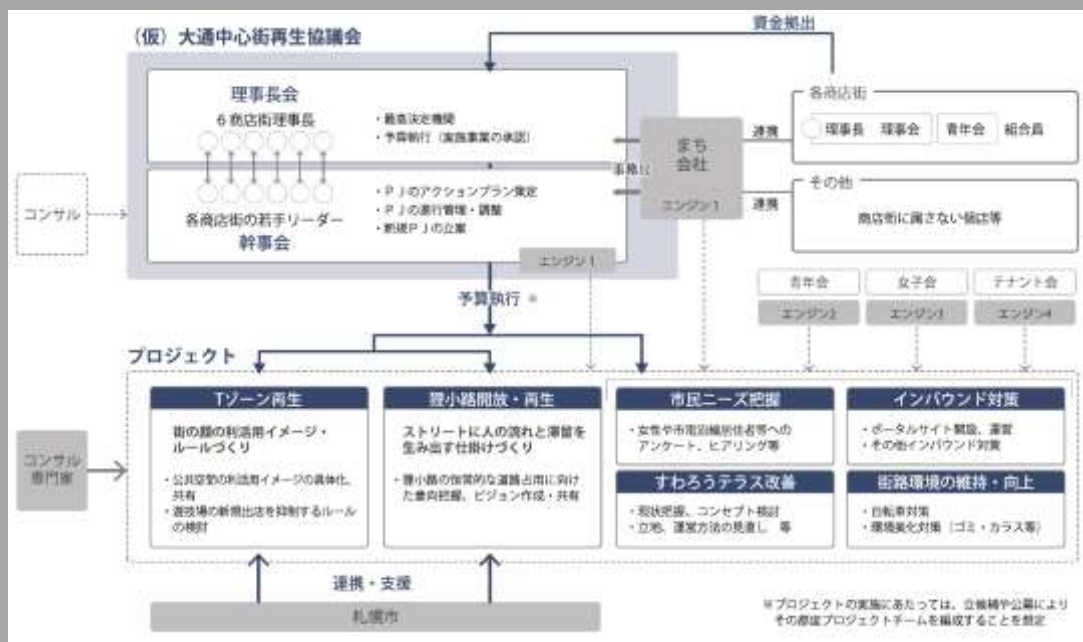 (仮) 大通中心街再生協議会
資金拠出
理事長会
6商店街理事長
・最高決定機関
・予算執行（実施事業の承認）
各商店街の若手リーダー
幹事会
・PJのアクションプラン策定
・PJの進行管理・調整
・新規PJの立案
エンジン1
コンサル
まち
会社
エンジン1
事務局
連携
連携
各商店街
理事長 理事会 青年会 組合員
その他
商店街に属さない個店等
予算執行 ※
青年会
エンジン2
女子会
エンジン3
テナント会
エンジン4
プロジェクト
コンサル
専門家
Tゾーン再生
街の顔の利活用イメージ・
ルールづくり
・公共空間の利活用イメージの具体化、
共有
・遊技場の新規出店を抑制するルール
の検討
狸小路開放・再生
ストリートに人の流れと滞留を
生み出す仕掛けづくり
・狸小路の恒常的な道路占用に向け
た意向把握、ビジョン作成・共有
市民ニーズ把握
・女性や市電沿線居住者等への
アンケート、ヒアリング等
すわろうテラス改善
・現状把握、コンセプト検討
・立地、運営方法の見直し 等
インバウンド対策
・ポータルサイト開設、運営
・その他インバウンド対策
街路環境の維持・向上
・自転車対策
・環境美化対策（ゴミ・カラス等）
連携・支援
札幌市
※プロジェクトの実施にあたっては、立候補や公募により
その都度プロジェクトチームを編成することを想定